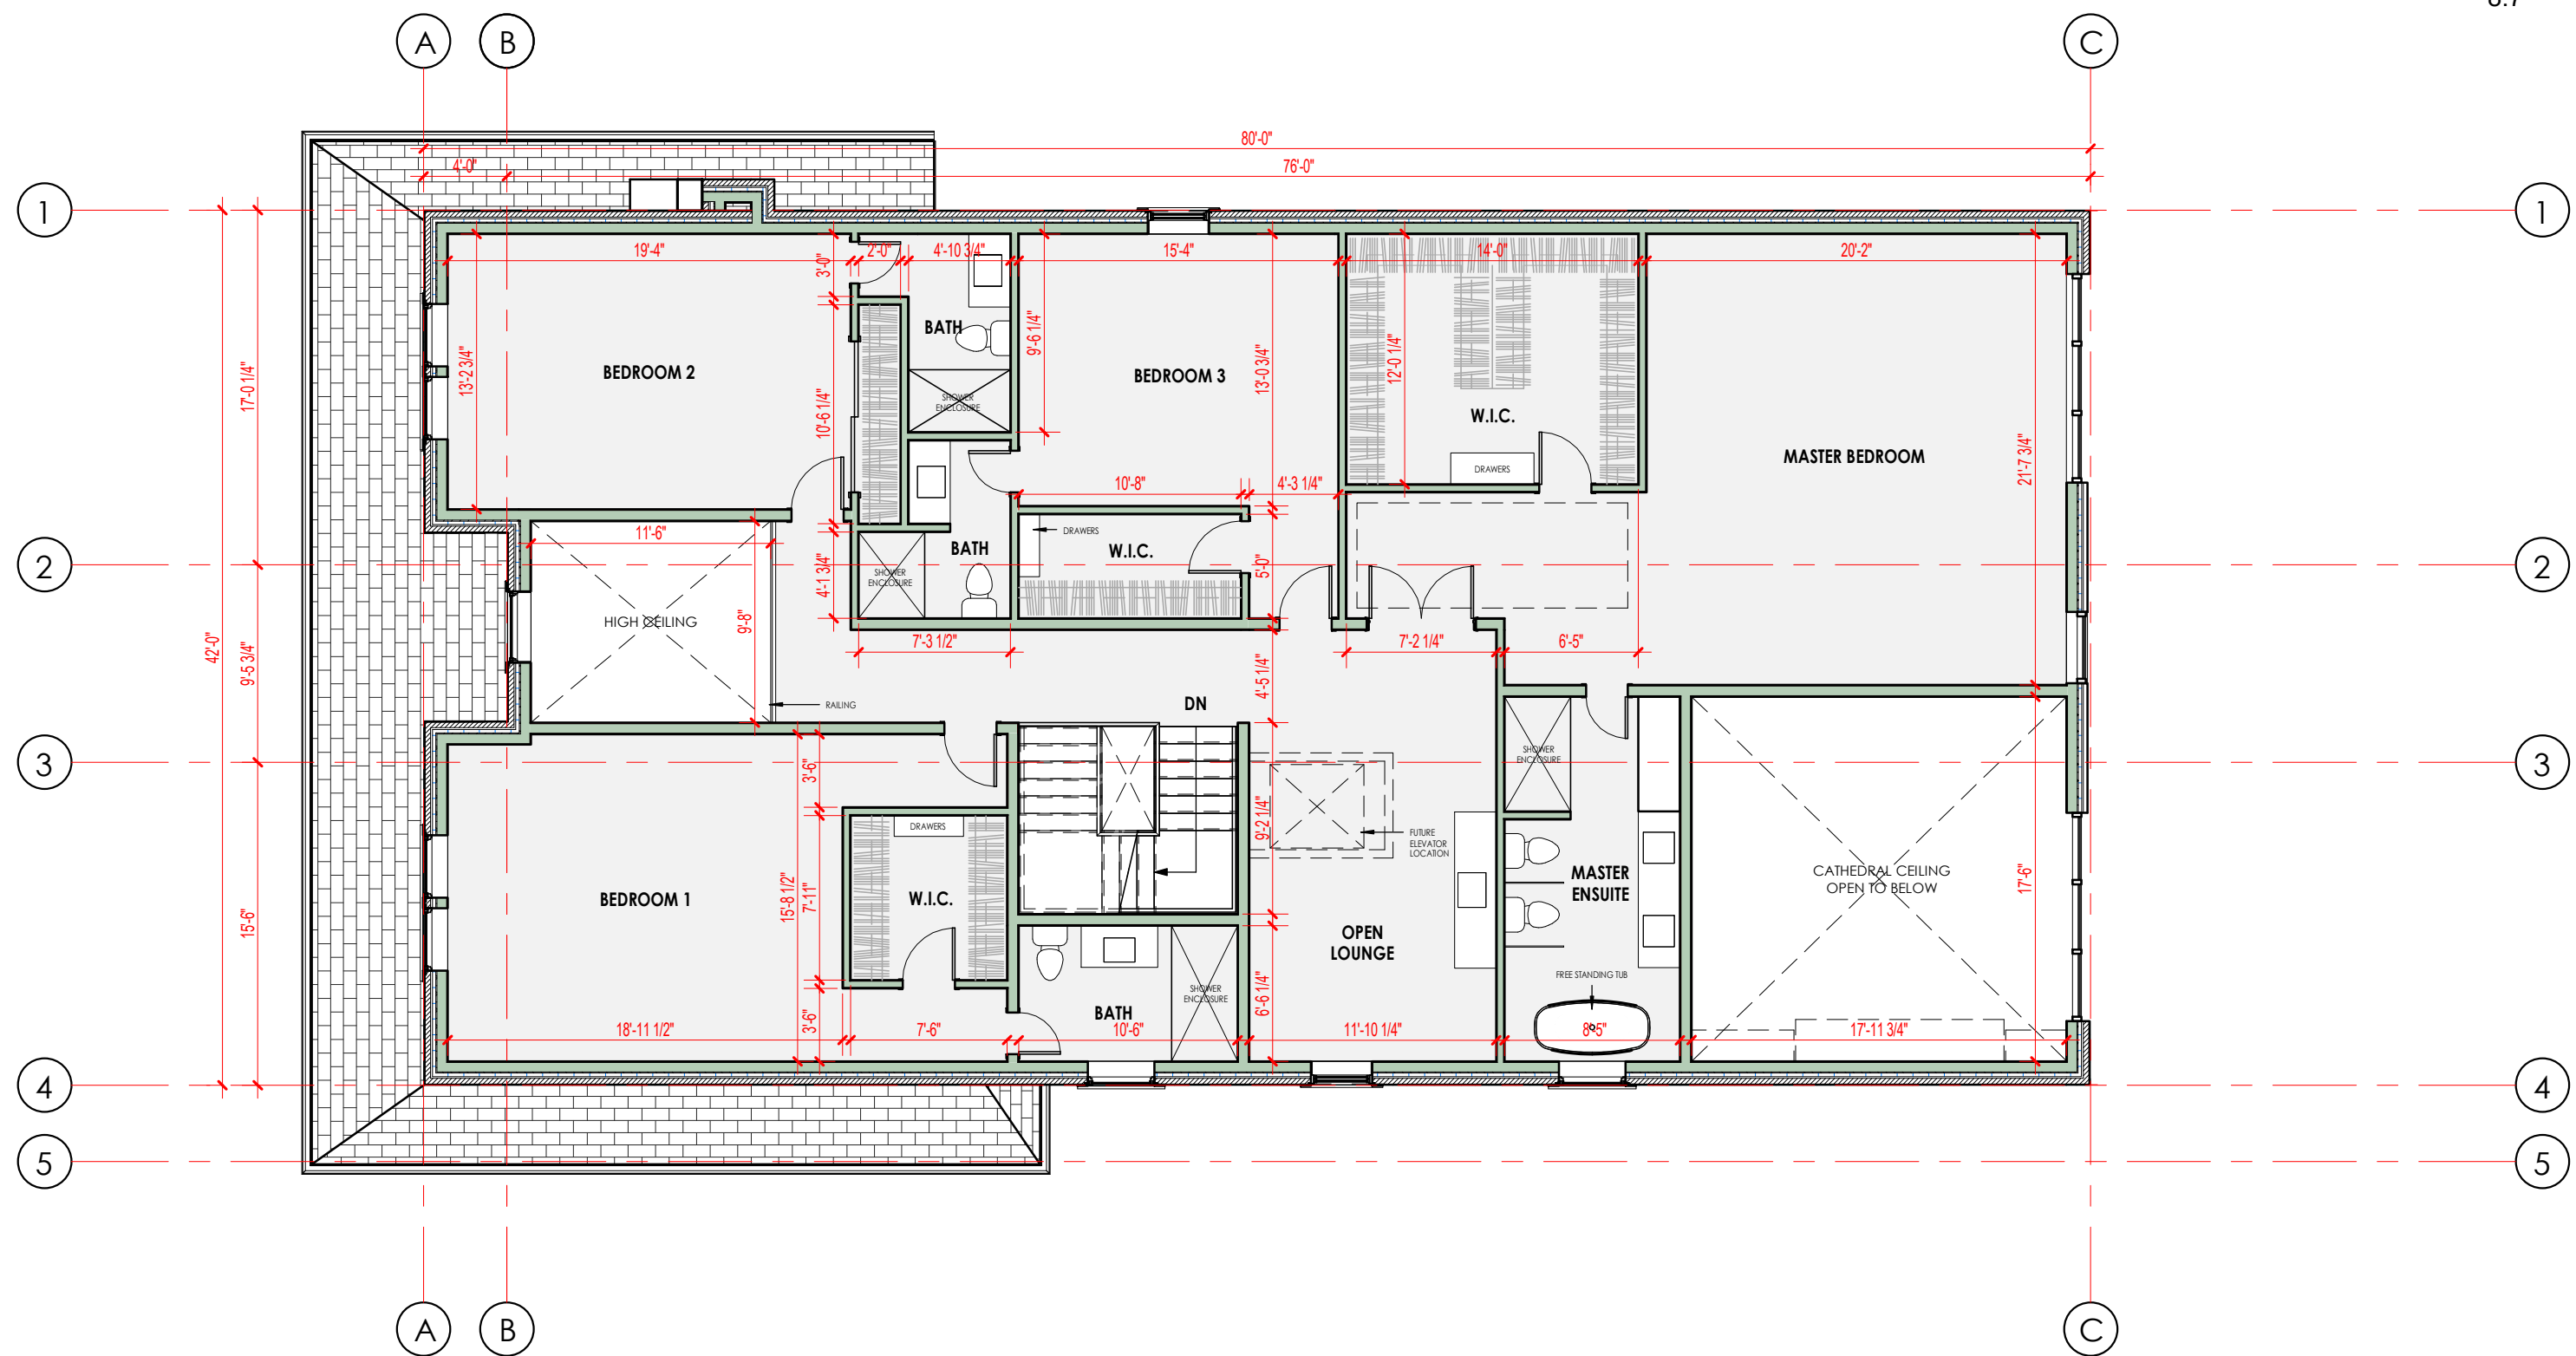 8.7
A B C
80'-0"
4'-0" 76'-0"
1 1
19'-4" 2'-0" 4'-10 3/4" 15'-4" 14'-0" 20'-2"
3'-0"
BATH
9'-6 1/4"
17'-0 1/4"
13'-2 3/4"
BEDROOM 2
10'-6 1/4"
SHOWER
ENCLOSURE
BEDROOM 3
13'-0 3/4"
12'-0 1/4"
W.I.C.
DRAWERS
MASTER BEDROOM
21'-7 3/4"
10'-8" 4'-3 1/4"
11'-6"
DRAWERS
BATH
W.I.C.
5'-0"
2 2
SHOWER
ENCLOSURE
4'-1 3/4"
HIGH CEILING
9'-8"
42'-0"
9'-5 3/4"
7'-3 1/2" 7'-2 1/4" 6'-5"
4'-5 1/4"
RAILING
DN
3 3
3'-6"
SHOWER
ENCLOSURE
9'-2 1/4"
FUTURE
ELEVATOR
LOCATION
DRAWERS
15'-6"
BEDROOM 1
15'-8 1/2"
7'-11"
W.I.C.
MASTER
ENSUITE
CATHEDRAL CEILING
OPEN TO BELOW
17'-6"
OPEN
LOUNGE
FREE STANDING TUB
SHOWER
ENCLOSURE
6'-6 1/4"
BATH
3'-6"
18'-11 1/2" 7'-6" 10'-6" 11'-10 1/4" 8'-5" 17'-11 3/4"
4 4
5 5
A B C